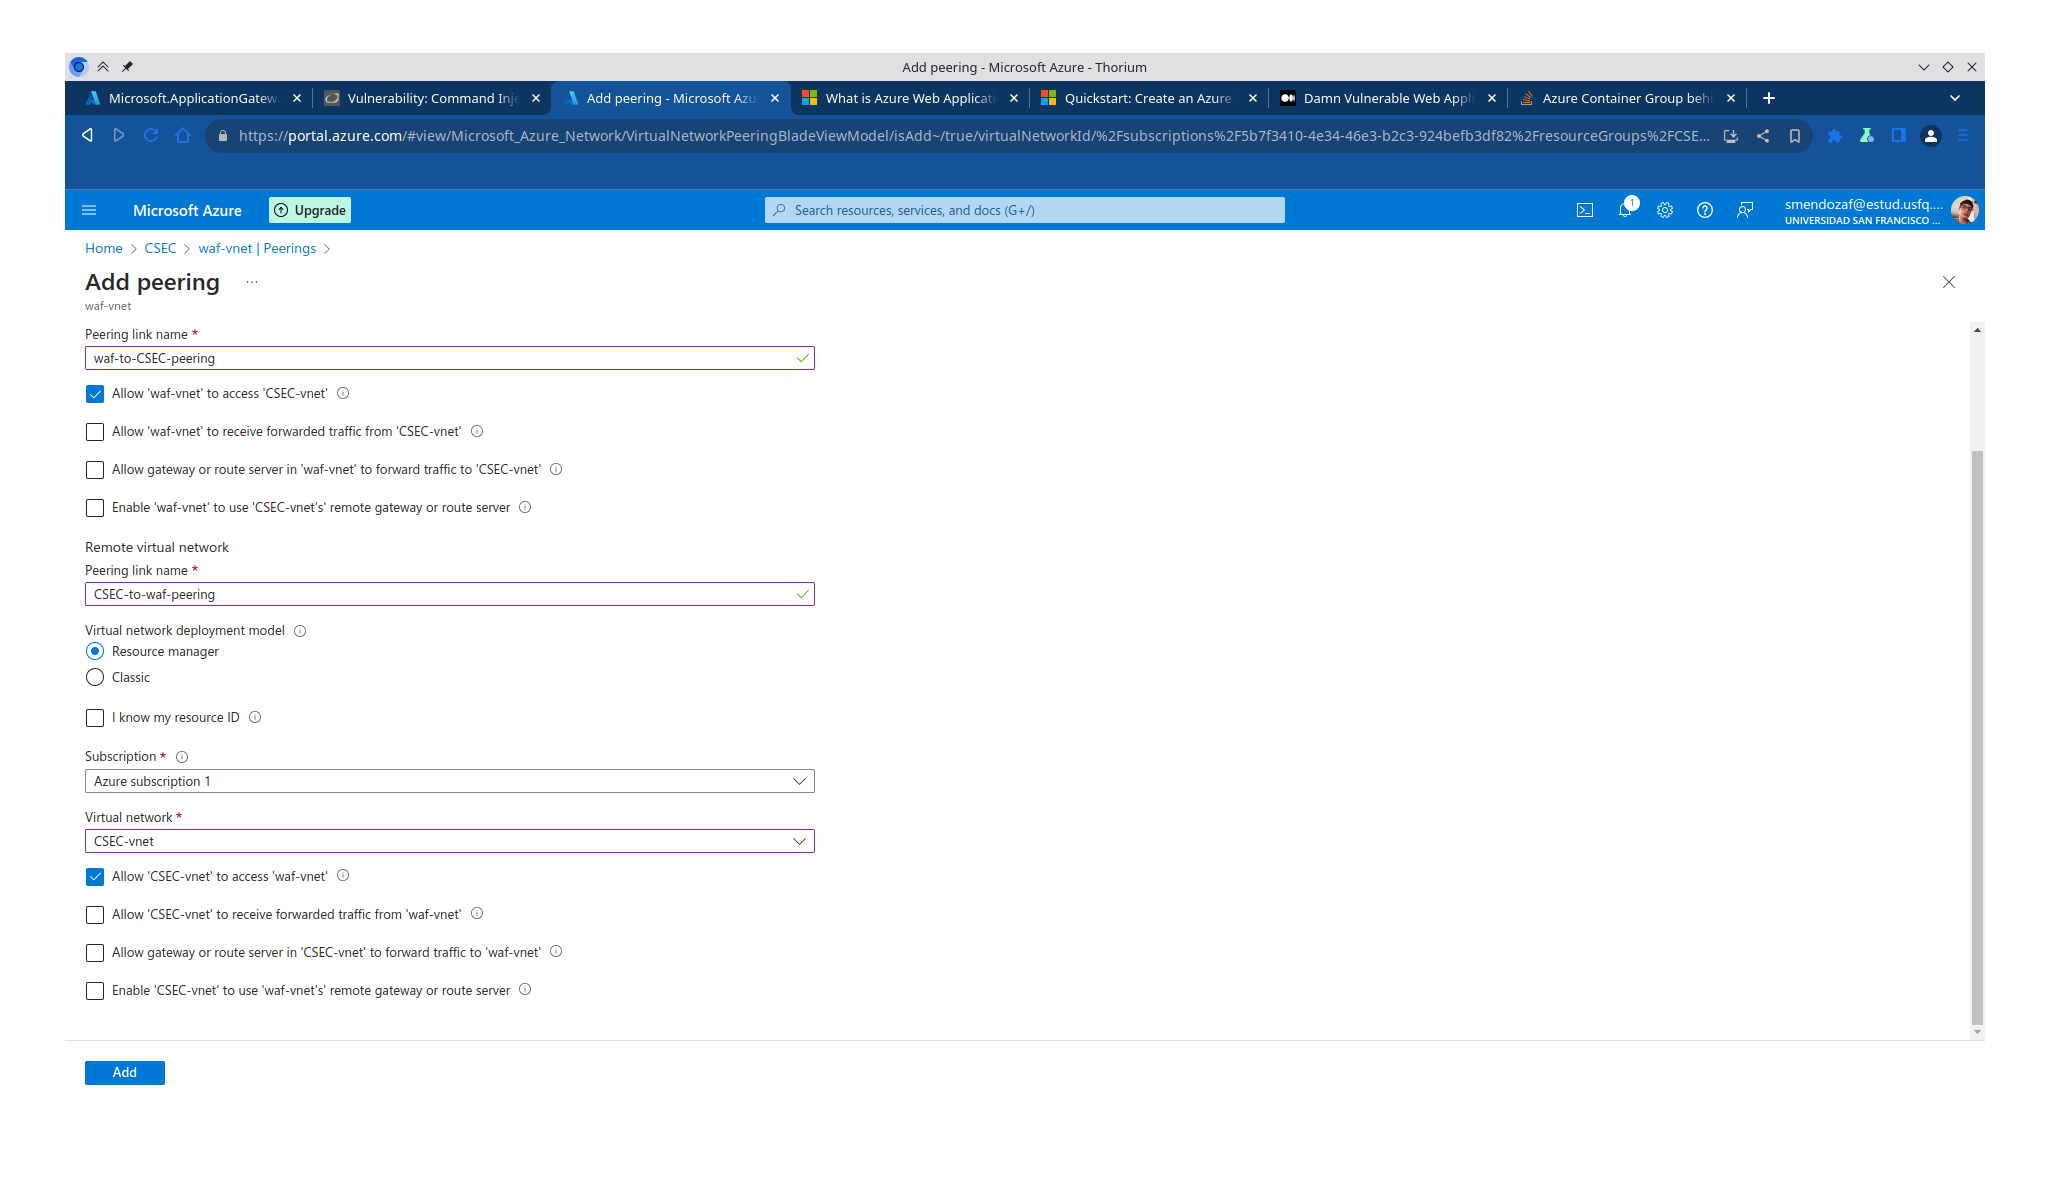 Add peering - Microsoft Azure - Thorium
Microsoft.ApplicationGatew
Vulnerability: Command Inje
Add peering - Microsoft Azu
What is Azure Web Applicati
Quickstart: Create an Azure
Damn Vulnerable Web Appli
Azure Container Group behi
https://portal.azure.com/#view/Microsoft_Azure_Network/VirtualNetworkPeeringBladeViewModel/isAdd~/true/virtualNetworkId/%2Fsubscriptions%2F5b7f3410-4e34-46e3-b2c3-924befb3df82%2FresourceGroups%2FCSE...
Microsoft Azure
Upgrade
Search resources, services, and docs (G+/)
1
smendozaf@estud.usfq....
UNIVERSIDAD SAN FRANCISCO ...
Home > CSEC > waf-vnet | Peerings >
Add peering ...
waf-vnet
Peering link name *
waf-to-CSEC-peering
Allow 'waf-vnet' to access 'CSEC-vnet'
Allow 'waf-vnet' to receive forwarded traffic from 'CSEC-vnet'
Allow gateway or route server in 'waf-vnet' to forward traffic to 'CSEC-vnet'
Enable 'waf-vnet' to use 'CSEC-vnet's' remote gateway or route server
Remote virtual network
Peering link name *
CSEC-to-waf-peering
Virtual network deployment model
Resource manager
Classic
I know my resource ID
Subscription *
Azure subscription 1
Virtual network *
CSEC-vnet
Allow 'CSEC-vnet' to access 'waf-vnet'
Allow 'CSEC-vnet' to receive forwarded traffic from 'waf-vnet'
Allow gateway or route server in 'CSEC-vnet' to forward traffic to 'waf-vnet'
Enable 'CSEC-vnet' to use 'waf-vnet's' remote gateway or route server
Add